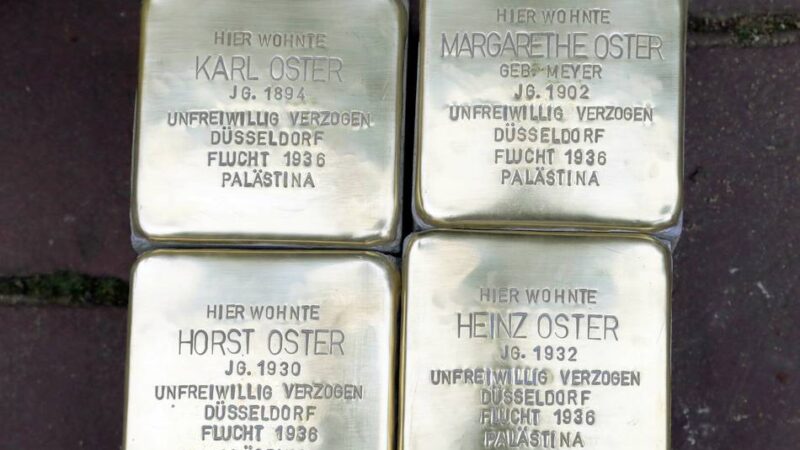 HIER WOHNTE
KARL OSTER
JG. 1894
UNFREIWILLIG VERZOGEN
DÜSSELDORF
FLUCHT 1936
PALÄSTINA
HIER WOHNTE
MARGARETHE OSTER
GEB. MEYER
JG. 1902
UNFREIWILLIG VERZOGEN
DÜSSELDORF
FLUCHT 1936
PALÄSTINA
HIER WOHNTE
HORST OSTER
JG. 1930
UNFREIWILLIG VERZOGEN
DÜSSELDORF
FLUCHT 1936
HIER WOHNTE
HEINZ OSTER
JG. 1932
UNFREIWILLIG VERZOGEN
DÜSSELDORF
FLUCHT 1936
PALÄSTINA